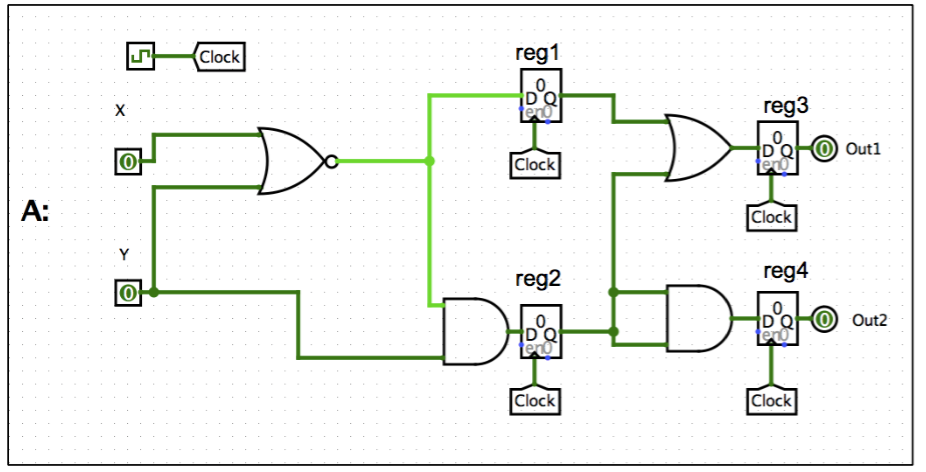 Clock
X
0
A:
Y
0
reg1
0
D Q
en0
Clock
reg2
0
D Q
en0
Clock
reg3
0
D Q
en0
0
Out1
Clock
reg4
0
D Q
en0
0
Out2
Clock